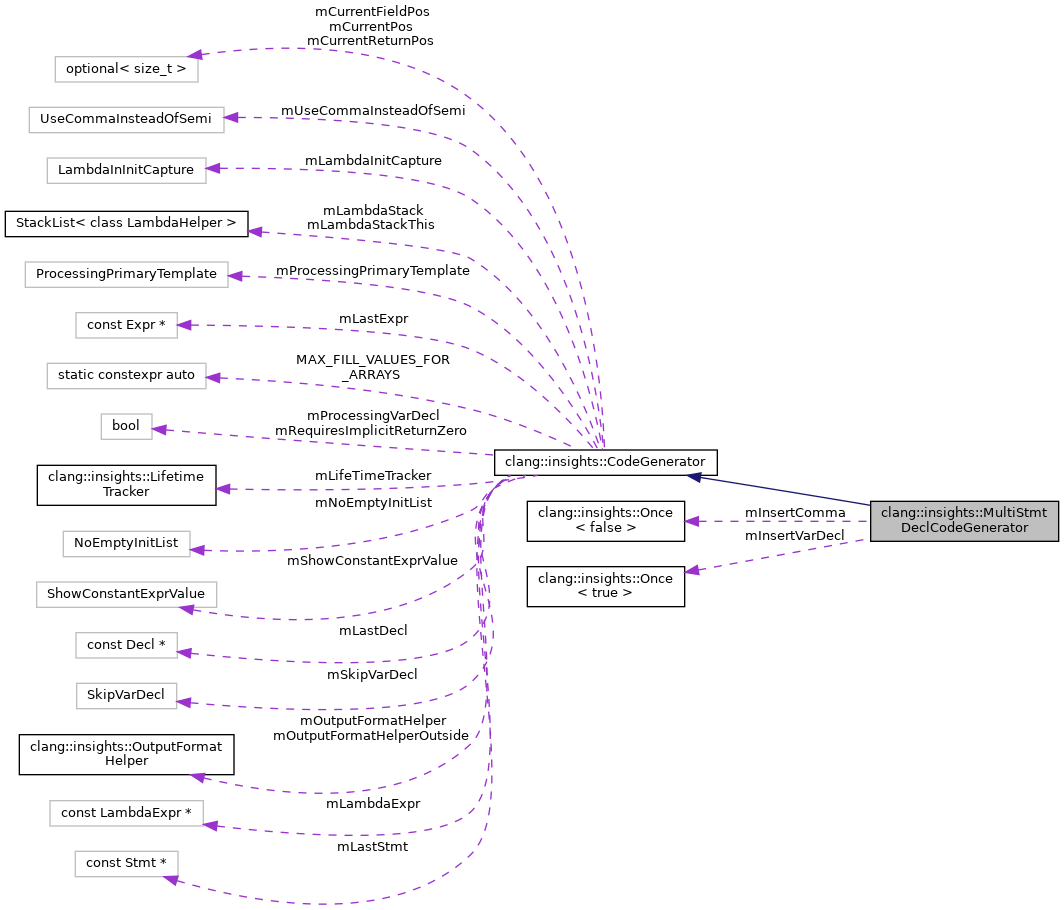 mCurrentFieldPos
mCurrentPos
mCurrentReturnPos
optional< size_t >
mUseCommaInsteadOfSemi
UseCommaInsteadOfSemi
mLambdaInitCapture
LambdaInInitCapture
mLambdaStack
mLambdaStackThis
StackList< class LambdaHelper >
mProcessingPrimaryTemplate
ProcessingPrimaryTemplate
mLastExpr
const Expr *
MAX_FILL_VALUES_FOR
_ARRAYS
static constexpr auto
mProcessingVarDecl
mRequiresImplicitReturnZero
bool
clang::insights::CodeGenerator
mLifeTimeTracker
clang::insights::Lifetime
Tracker
mNoEmptyInitList
NoEmptyInitList
clang::insights::Once
< false >
mInsertComma
clang::insights::MultiStmt
DeclCodeGenerator
mInsertVarDecl
clang::insights::Once
< true >
mShowConstantExprValue
ShowConstantExprValue
mLastDecl
const Decl *
mSkipVarDecl
SkipVarDecl
mOutputFormatHelper
mOutputFormatHelperOutside
clang::insights::OutputFormat
Helper
mLambdaExpr
const LambdaExpr *
mLastStmt
const Stmt *